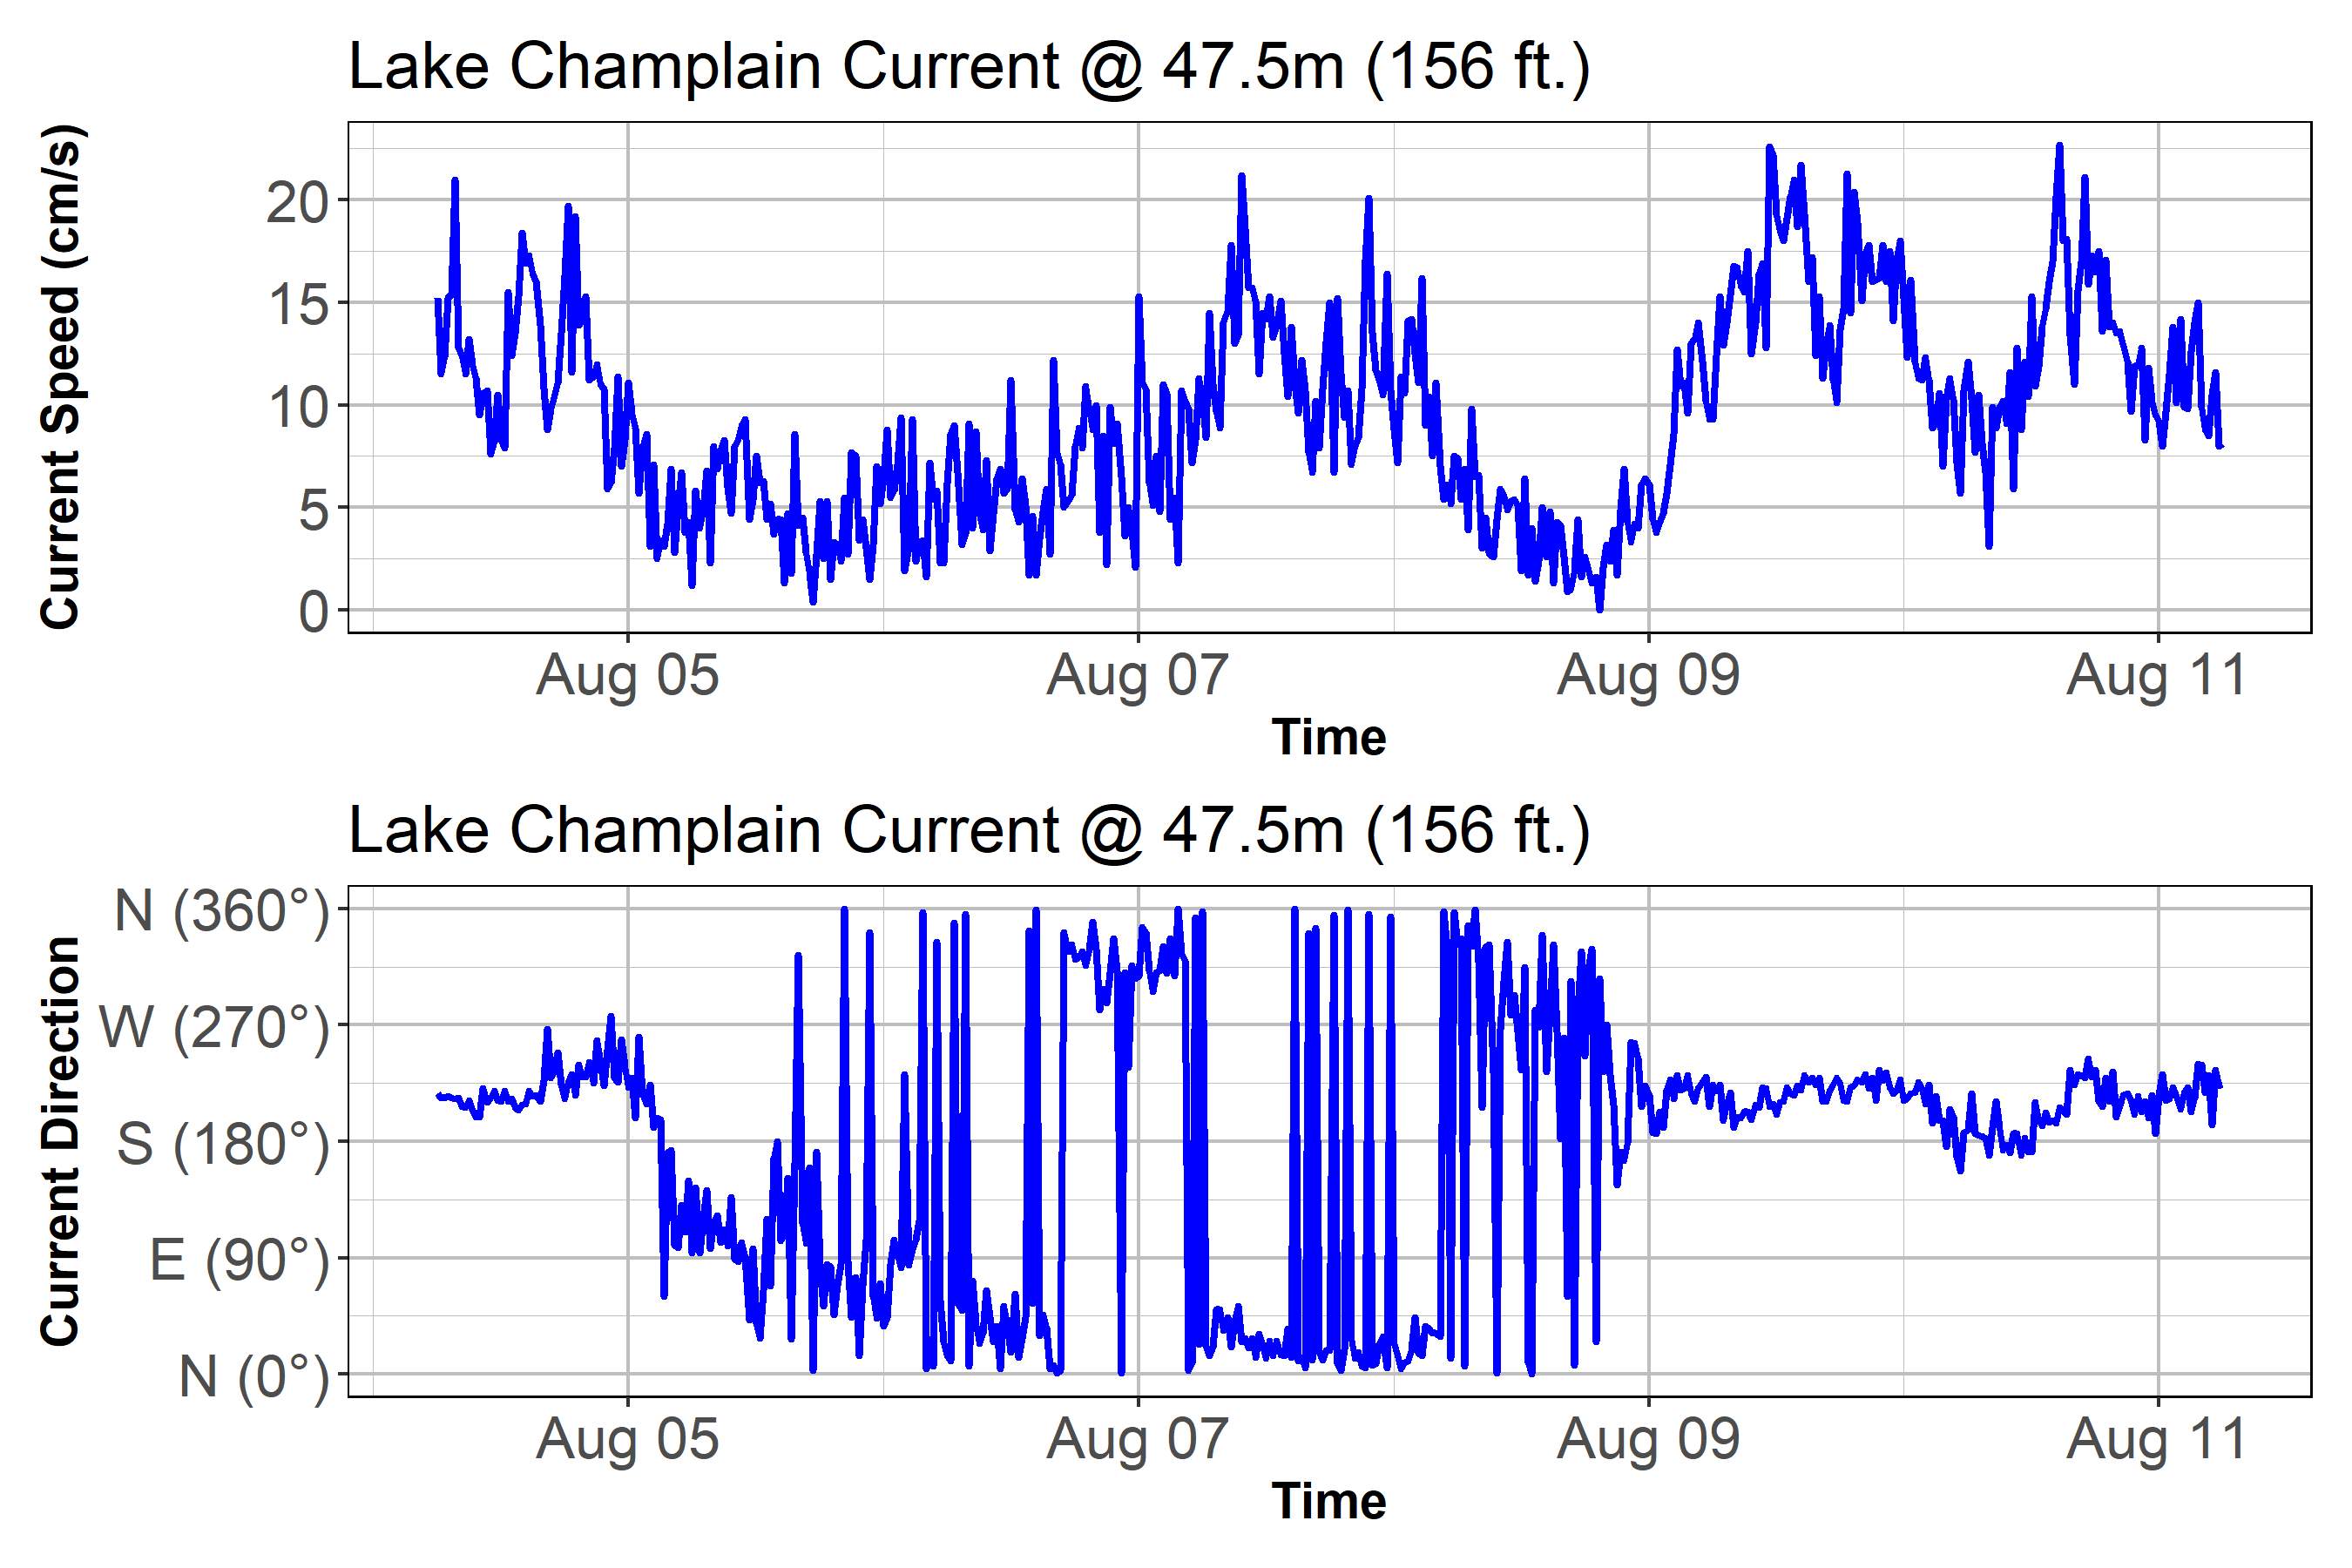 Lake Champlain Current @ 47.5m (156 ft.)
Current Speed (cm/s)
20
15
10
5
0
Aug 05 Aug 07 Aug 09 Aug 11
Time
Lake Champlain Current @ 47.5m (156 ft.)
Current Direction
N (360°)
W (270°)
S (180°)
E (90°)
N (0°)
Aug 05 Aug 07 Aug 09 Aug 11
Time